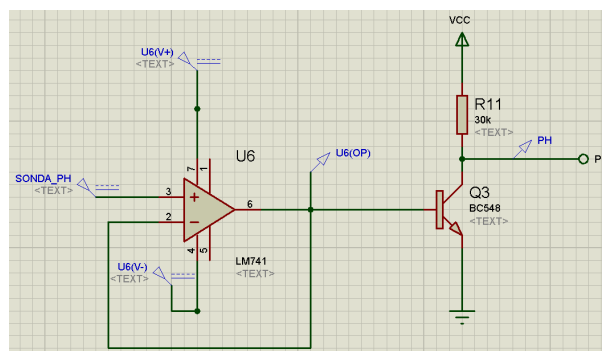 VCC
U6(V+)
<TEXT>
R11
30k
<TEXT>
PH
U6
U6(OP)
P
7
1
SONDA_PH
<TEXT>
3
2
6
Q3
BC548
<TEXT>
4
5
LM741
<TEXT>
U6(V-)
<TEXT>